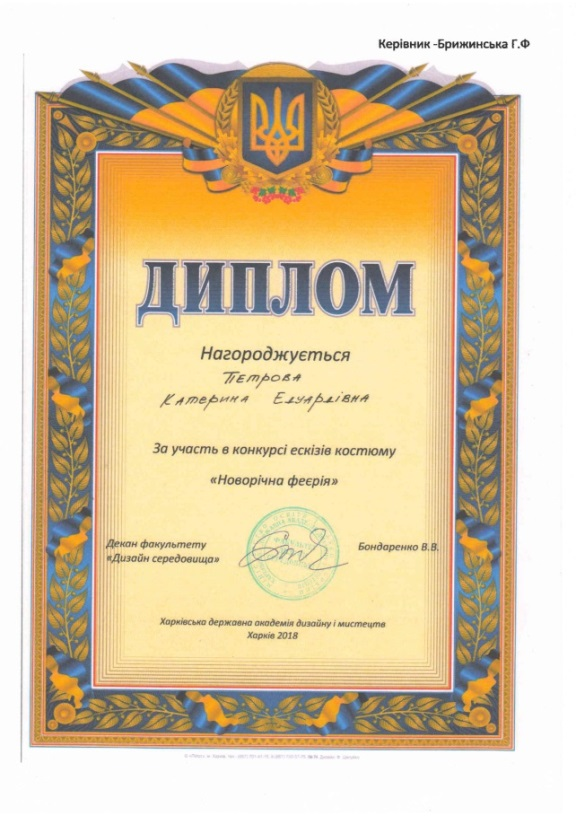 Керівник -Брижинська Г.Ф
ДИПЛОМ
Нагороджується
Петрова
Катерина Едуардівна
За участь в конкурсі ескізів костюму
«Новорічна феєрія»
Декан факультету
«Дизайн середовища»
Бондаренко В.В.
Харківська державна академія дизайну і мистецтв
Харків 2018